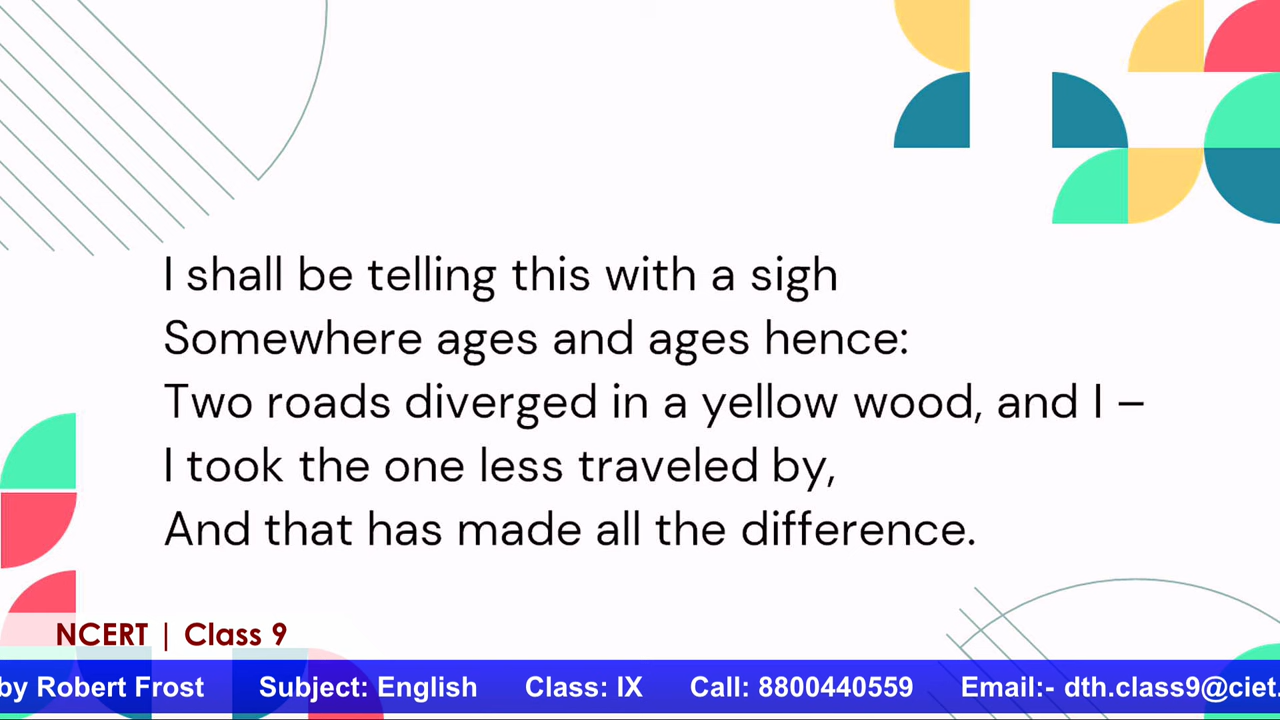 I shall be telling this with a sigh
Somewhere ages and ages hence:
Two roads diverged in a yellow wood, and I –
I took the one less traveled by,
And that has made all the difference.
NCERT | Class 9
by Robert Frost Subject: English Class: IX Call: 8800440559 Email:- dth.class9@ciet.